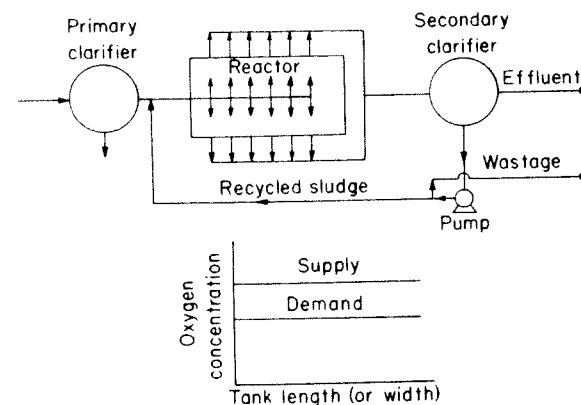 Primary
clarifier
Secondary
clarifier
Reactor
Effluent
Wastage
Recycled sludge
Pump
Supply
Demand
Oxygen
concentration
Tank length (or width)